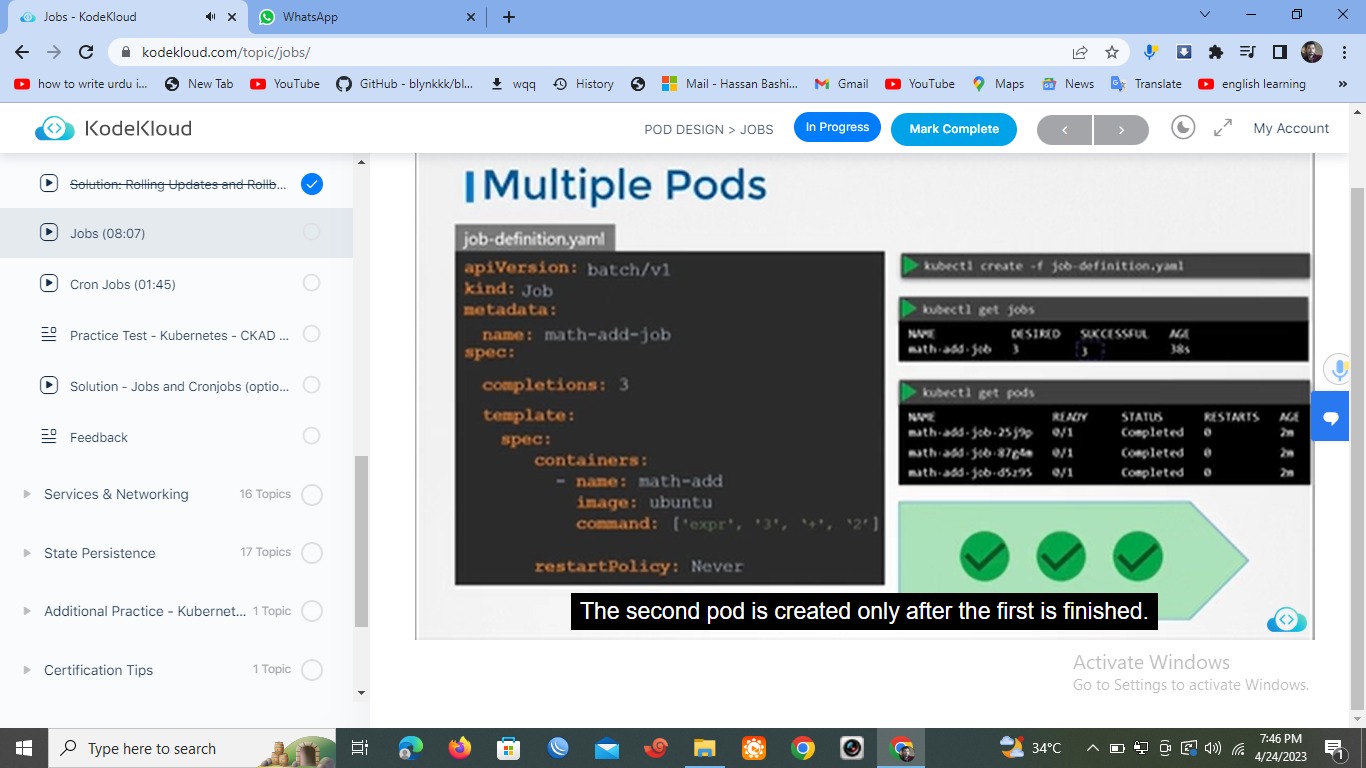 Jobs - KodeKloud
WhatsApp
kodekloud.com/topic/jobs/
how to write urdu i...
New Tab
YouTube
GitHub - blynkkk/bl...
wqq
History
Mail - Hassan Bashi...
Gmail
YouTube
Maps
News
Translate
english learning
»
KodeKloud
POD DESIGN > JOBS
In Progress
Mark Complete
My Account
Solution: Rolling Updates and Rollb...
Jobs (08:07)
Cron Jobs (01:45)
Practice Test - Kubernetes - CKAD ...
Solution - Jobs and Cronjobs (optio...
Feedback
Services & Networking 16 Topics
State Persistence 17 Topics
Additional Practice - Kubernet... 1 Topic
Certification Tips 1 Topic
Multiple Pods
job-definition.yaml
apiVersion: batch/v1
kind: Job
metadata:
name: math-add-job
spec:
completions: 3
template:
spec:
containers:
- name: math-add
image: ubuntu
command: ['expr', '3', '+', '2']
restartPolicy: Never
kubectl create -f job-definition.yaml
kubectl get jobs
NAME DESIRED SUCCESSFUL AGE
math-add-job 3 3 38s
kubectl get pods
NAME READY STATUS RESTARTS AGE
math-add-job-25j9p 0/1 Completed 0 2m
math-add-job-87g4m 0/1 Completed 0 2m
math-add-job-d5z95 0/1 Completed 0 2m
The second pod is created only after the first is finished.
Activate Windows
Go to Settings to activate Windows.
Type here to search
34°C
7:46 PM
4/24/2023
1